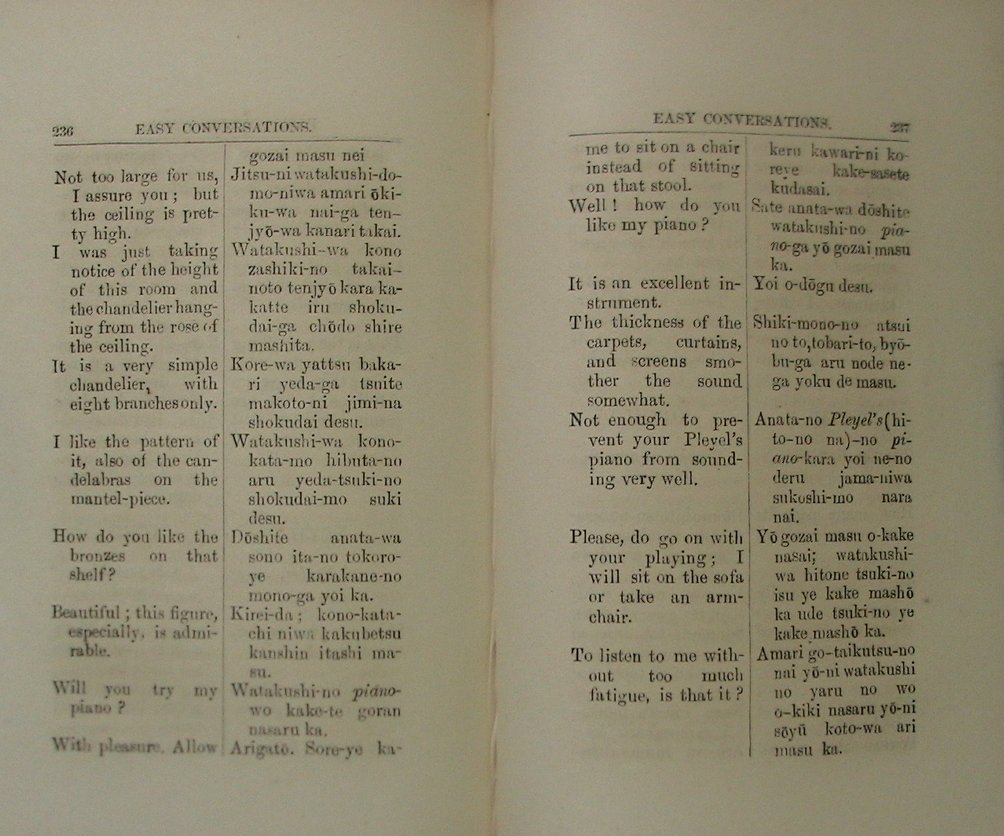 236 EASY CONVERSATIONS.
gozai masu nei
Not too large for us,
I assure you; but
the ceiling is pret-
ty high.
Jitsu-ni watakushi-do-
mo-niwa amari ōki-
ku-wa nai-ga ten-
jyō-wa kanari takai.
I was just taking
notice of the height
of this room and
the chandelier hang-
ing from the rose of
the ceiling.
Watakushi-wa kono
zashiki-no takai-
noto tenjyō kara ka-
katte iru shoku-
dai-ga chōdo shire
mashita.
It is a very simple
chandelier, with
eight branches only.
Kore-wa yattsu baka-
ri yeda-ga tsuite
makoto-ni jimi-na
shokudai desu.
I like the pattern of
it, also of the can-
delabras on the
mantel-piece.
Watakushi-wa kono-
kata-mo hibuta-no
aru yeda-tsuki-no
shokudai-mo suki
desu.
How do you like the
bronzes on that
shelf?
Dōshite anata-wa
sono ita-no tokoro-
ye karakane-no
mono-ga yoi ka.
Beautiful; this figure,
especially, is admi-
rable.
Kirei-da; kono-kata-
chi niwa kakubetsu
kanshin itashi ma-
su.
Will you try my
piano?
Watakushi-no piano-
wo kake-te goran
nasaru ka.
With pleasure. Allow
Arigatō. Sore-ye ka-
EASY CONVERSATIONS. 237
me to sit on a chair
instead of sitting
on that stool.
keru kawari-ni ko-
reye kake-sasete
kudasai.
Well! how do you
like my piano?
Sate anata-wa dōshite
watakushi-no pia-
no-ga yō gozai masu
ka.
It is an excellent in-
strument.
Yoi o-dōgu desu.
The thickness of the
carpets, curtains,
and screens smo-
ther the sound
somewhat.
Shiki-mono-no atsui
no to, tobari-to, byō-
bu-ga aru node ne-
ga yoku de masu.
Not enough to pre-
vent your Pleyel's
piano from sound-
ing very well.
Anata-no Pleyel's (hi-
to-no na)-no pi-
ano-kara yoi ne-no
deru jama-niwa
sukoshi-mo nara
nai.
Please, do go on with
your playing; I
will sit on the sofa
or take an arm-
chair.
Yō gozai masu o-kake
nasai; watakushi-
wa hitone tsuki-no
isu ye kake mashō
ka ude tsuki-no ye
kake mashō ka.
To listen to me with-
out too much
fatigue, is that it?
Amari go-taikutsu-no
nai yō-ni watakushi
no yaru no wo
o-kiki nasaru yō-ni
sōyū koto-wa ari
masu ka.